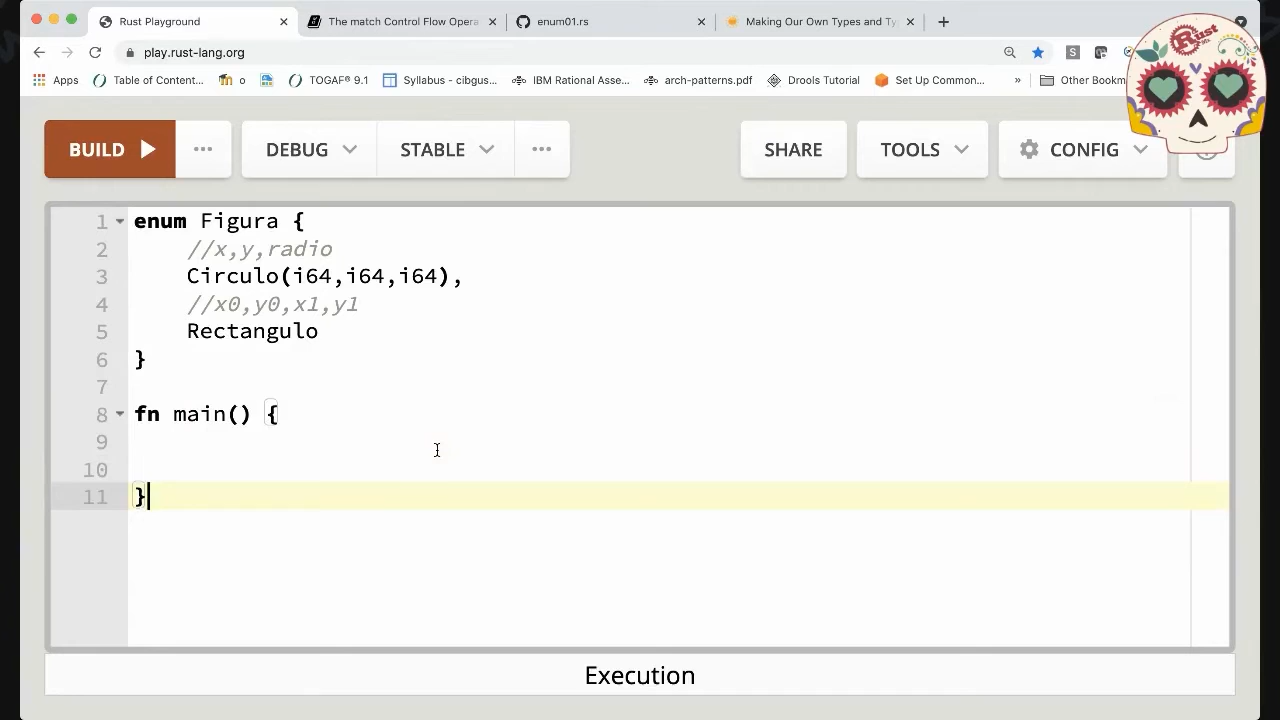 Rust Playground
The match Control Flow Opera
enum01.rs
Making Our Own Types and Ty
play.rust-lang.org
S
Apps
Table of Content...
o
TOGAF® 9.1
Syllabus - cibgus...
IBM Rational Asse...
arch-patterns.pdf
Drools Tutorial
Set Up Common...
»
Other Bookm
Rust
BUILD
DEBUG
STABLE
SHARE
TOOLS
CONFIG
1 enum Figura {
2 //x,y,radio
3 Circulo(i64,i64,i64),
4 //x0,y0,x1,y1
5 Rectangulo
6 }
7
8 fn main() {
9
10
11 }
Execution